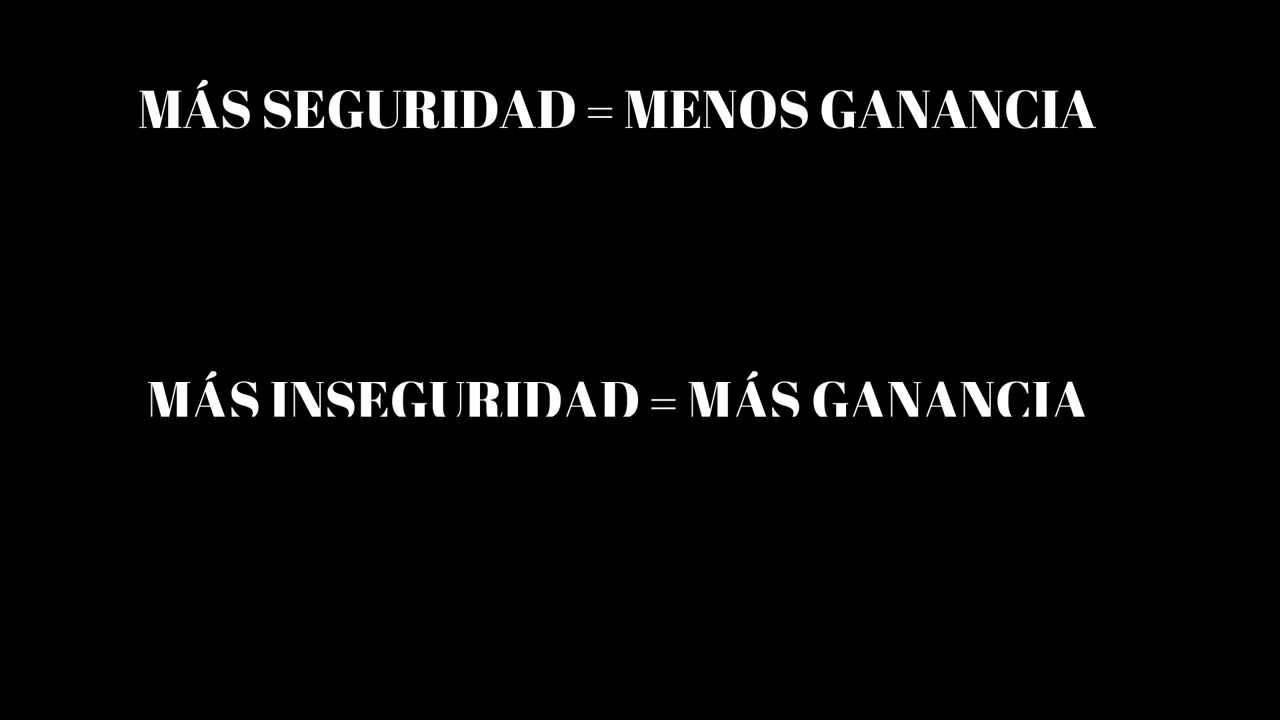 MÁS SEGURIDAD = MENOS GANANCIA
MÁS INSEGURIDAD = MÁS GANANCIA